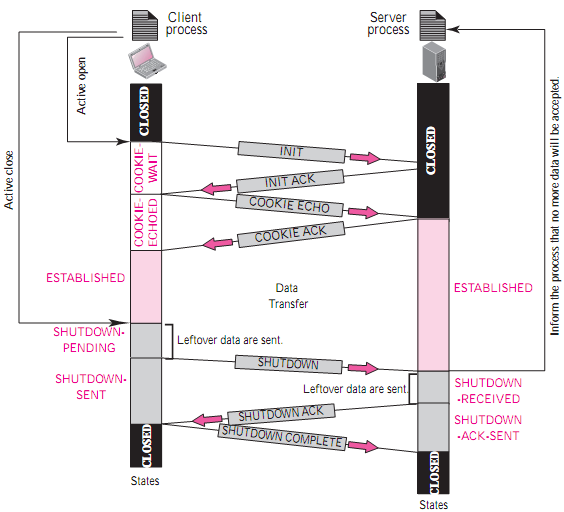 Client
process
Server
process
Active open
Active close
Inform the process that no more data will be accepted.
CLOSED
CLOSED
COOKIE-
WAIT
COOKIE-
ECHOED
INIT
INIT ACK
COOKIE ECHO
COOKIE ACK
ESTABLISHED
Data
Transfer
ESTABLISHED
SHUTDOWN-
PENDING
Leftover data are sent.
SHUTDOWN
SHUTDOWN-
SENT
Leftover data are sent.
SHUTDOWN
-RECEIVED
SHUTDOWN ACK
SHUTDOWN
-ACK-SENT
SHUTDOWN COMPLETE
CLOSED
CLOSED
States
States